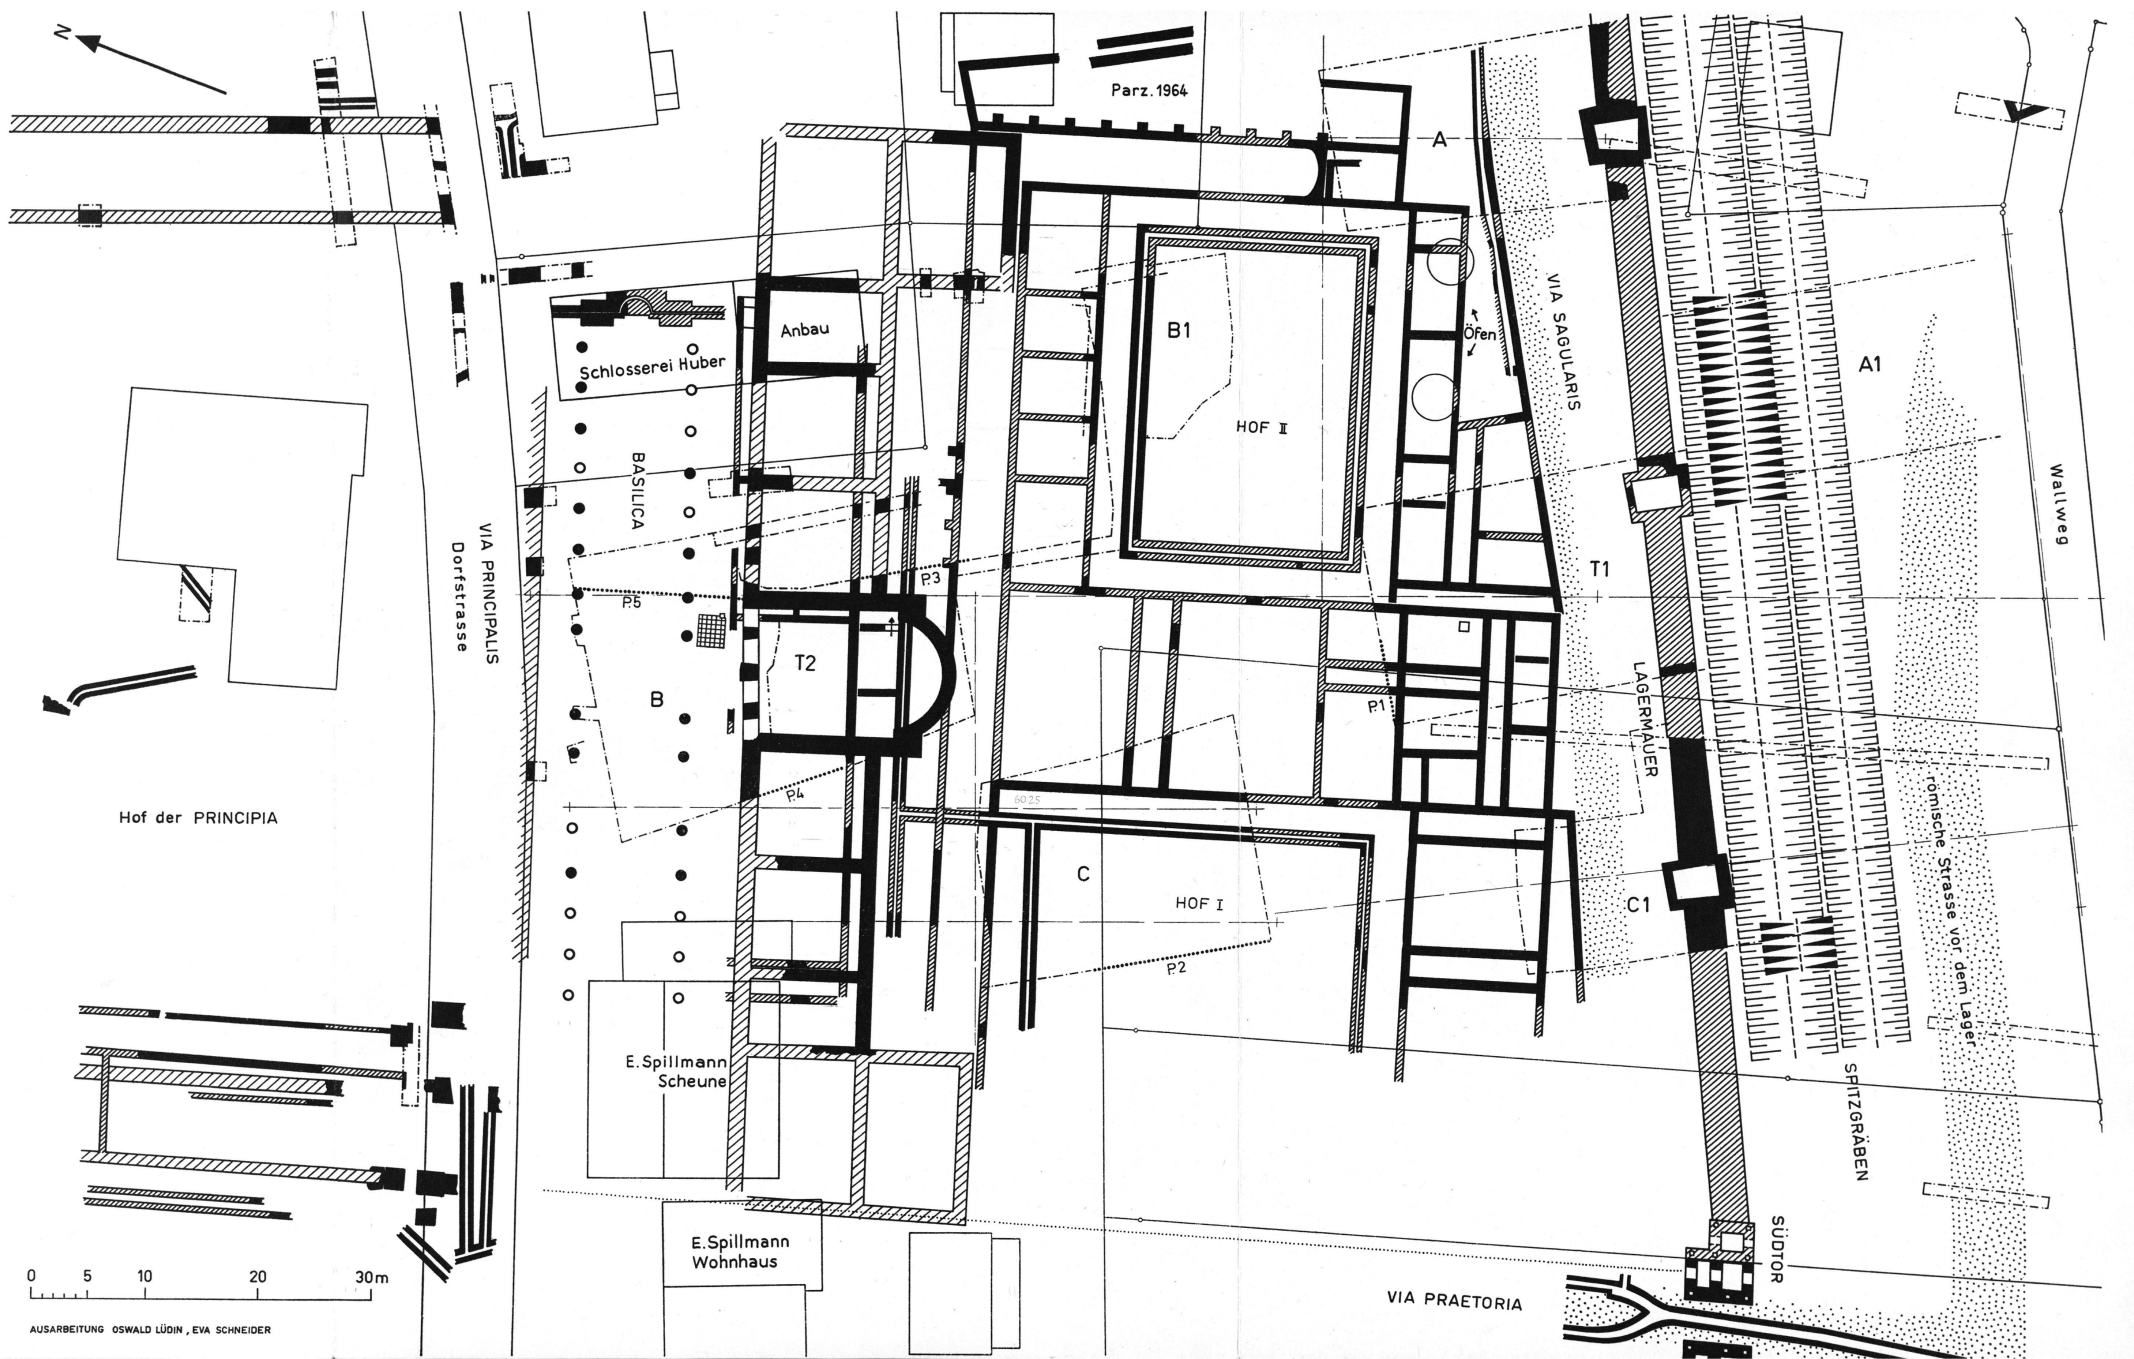 N
Parz. 1964
A
Anbau
Schlosserei Huber
B1
HOF II
Öfen
VIA SAGULARIS
A1
Wallweg
BASILICA
VIA PRINCIPALIS
Dorfstrasse
P.3
P.5
T1
T2
B
P.1
LAGERMAUER
P.4
6025
Hof der PRINCIPIA
C
HOF I
C1
P.2
römische Strasse vor dem Lager
E. Spillmann
Scheune
SPITZGRÄBEN
E. Spillmann
Wohnhaus
SÜDTOR
VIA PRAETORIA
0 5 10 20 30m
AUSARBEITUNG OSWALD LÜDIN, EVA SCHNEIDER